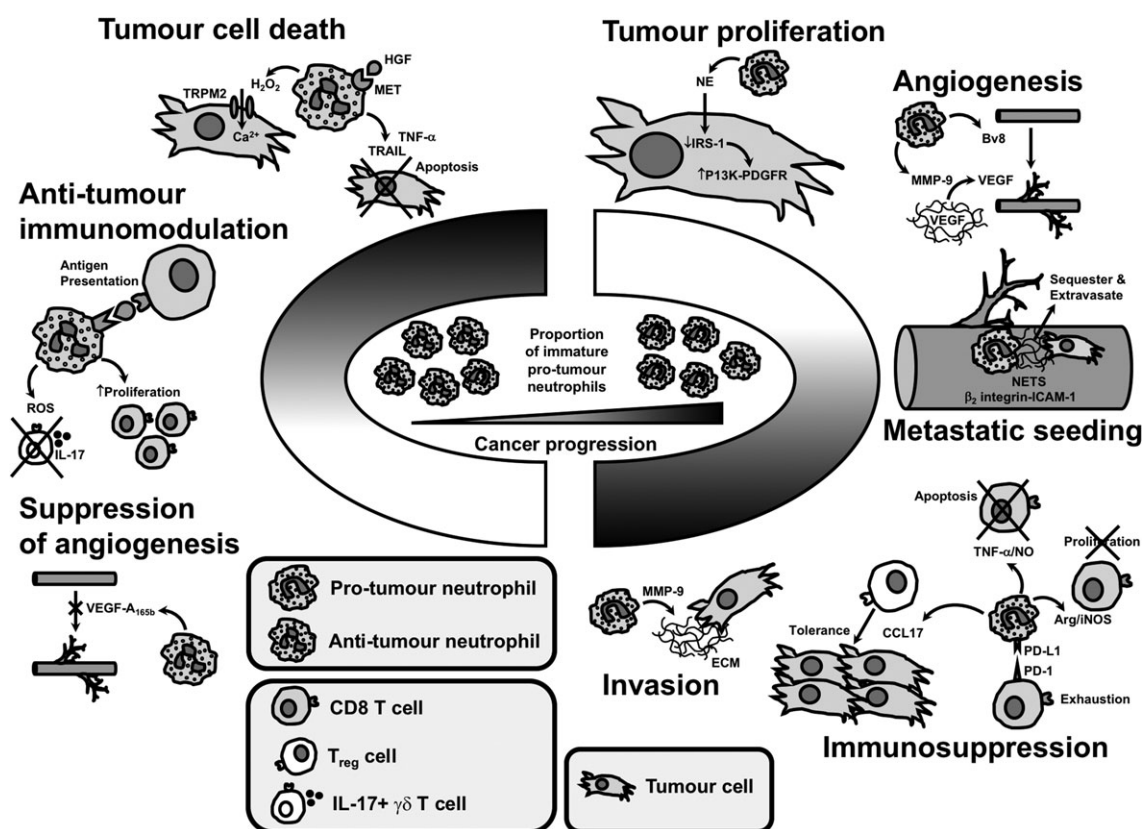 Tumour cell death
HGF
H₂O₂
MET
TRPM2
Ca²⁺
TNF-α
TRAIL
Apoptosis
Anti-tumour
immunomodulation
Antigen
Presentation
ROS
↑Proliferation
IL-17
Suppression
of angiogenesis
VEGF-A₁₆₅b
Tumour proliferation
NE
↓IRS-1
↑P13K-PDGFR
Angiogenesis
Bv8
MMP-9
VEGF
VEGF
Sequester &
Extravasate
NETS
β₂ integrin-ICAM-1
Metastatic seeding
Proportion
of immature
pro-tumour
neutrophils
Cancer progression
Apoptosis
TNF-α/NO
Proliferation
Arg/iNOS
CCL17
Tolerance
PD-L1
PD-1
Exhaustion
Immunosuppression
MMP-9
ECM
Invasion
Pro-tumour neutrophil
Anti-tumour neutrophil
CD8 T cell
T reg cell
IL-17+ γδ T cell
Tumour cell